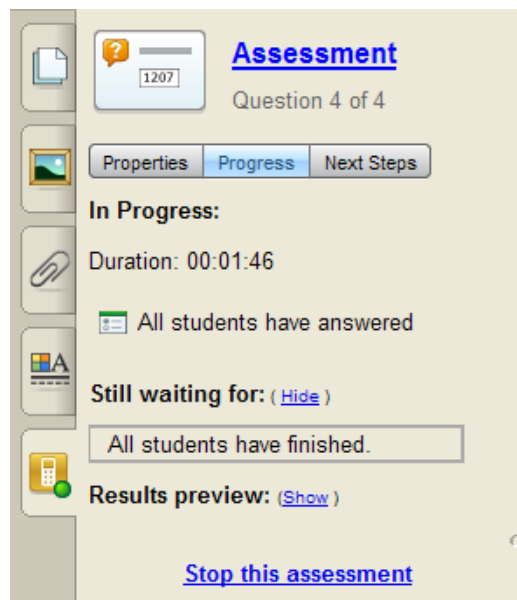 Assessment
1207
Question 4 of 4
Properties Progress Next Steps
In Progress:
Duration: 00:01:46
All students have answered
A
Still waiting for: ( Hide )
All students have finished.
Results preview: (Show )
Stop this assessment